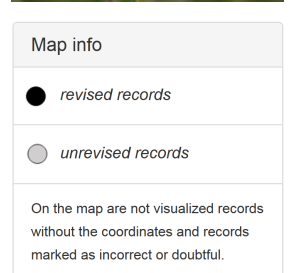 Map info
revised records
unrevised records
On the map are not visualized records
without the coordinates and records
marked as incorrect or doubtful.